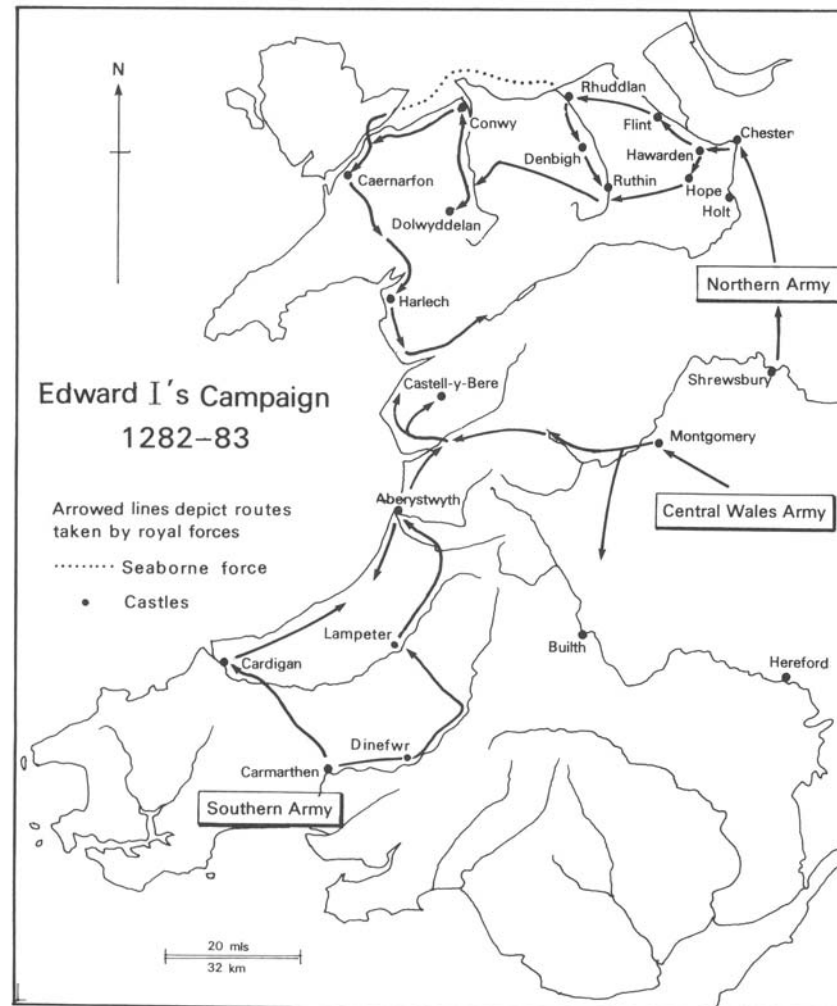 N
Rhuddlan
Conwy
Flint
Chester
Denbigh
Hawarden
Caernarfon
Ruthin
Hope
Dolwyddelan
Holt
Northern Army
Harlech
Shrewsbury
Castell-y-Bere
Edward I's Campaign
1282–83
Montgomery
Central Wales Army
Aberystwyth
Arrowed lines depict routes
taken by royal forces
Seaborne force
Castles
Lampeter
Builth
Cardigan
Hereford
Dinefwr
Carmarthen
Southern Army
20 mls
32 km